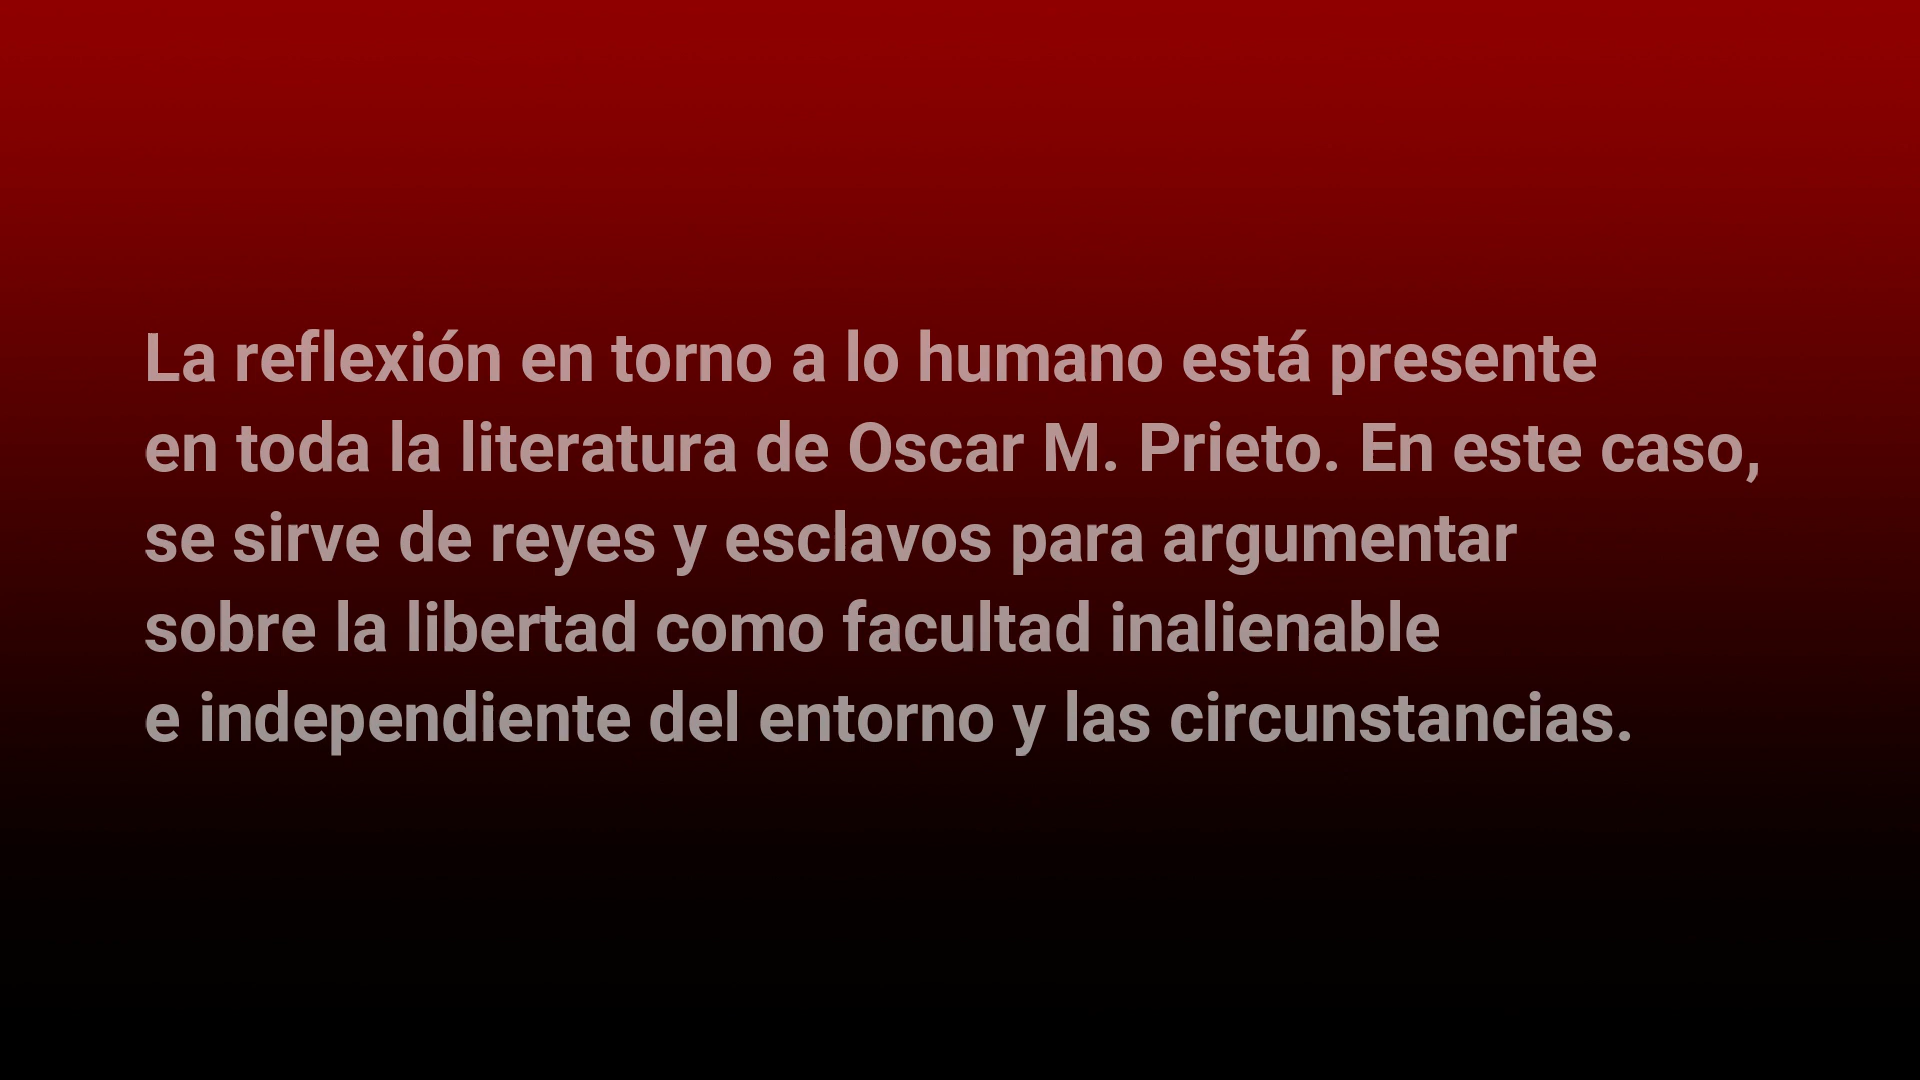 La reflexión en torno a lo humano está presente
en toda la literatura de Oscar M. Prieto. En este caso,
se sirve de reyes y esclavos para argumentar
sobre la libertad como facultad inalienable
e independiente del entorno y las circunstancias.